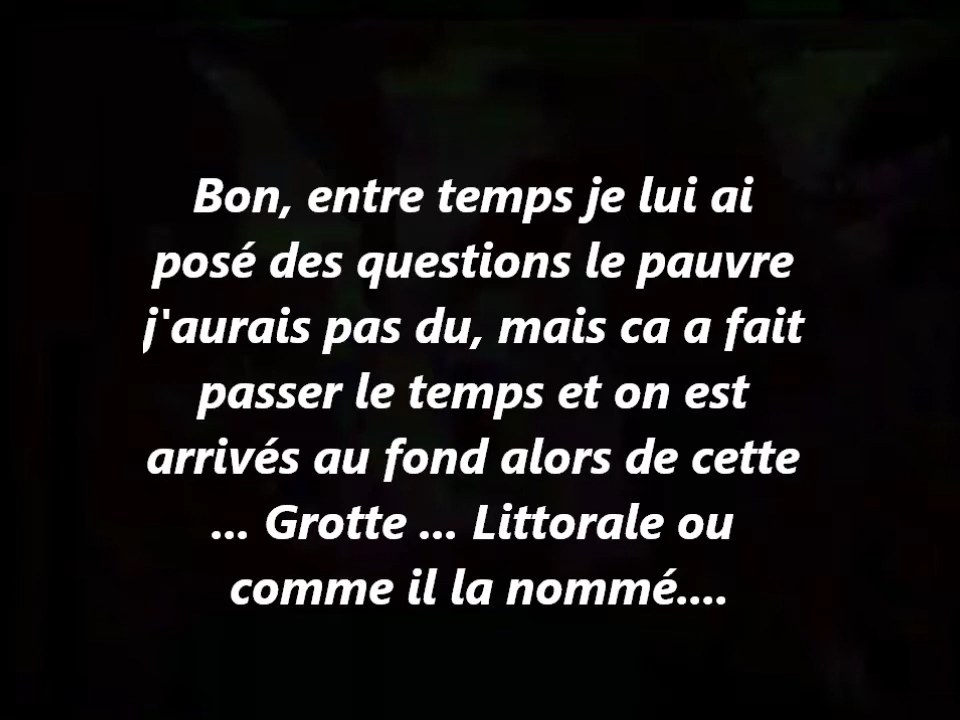 Bon, entre temps je lui ai
posé des questions le pauvre
j'aurais pas du, mais ca a fait
passer le temps et on est
arrivés au fond alors de cette
... Grotte ... Littorale ou
comme il la nommé....